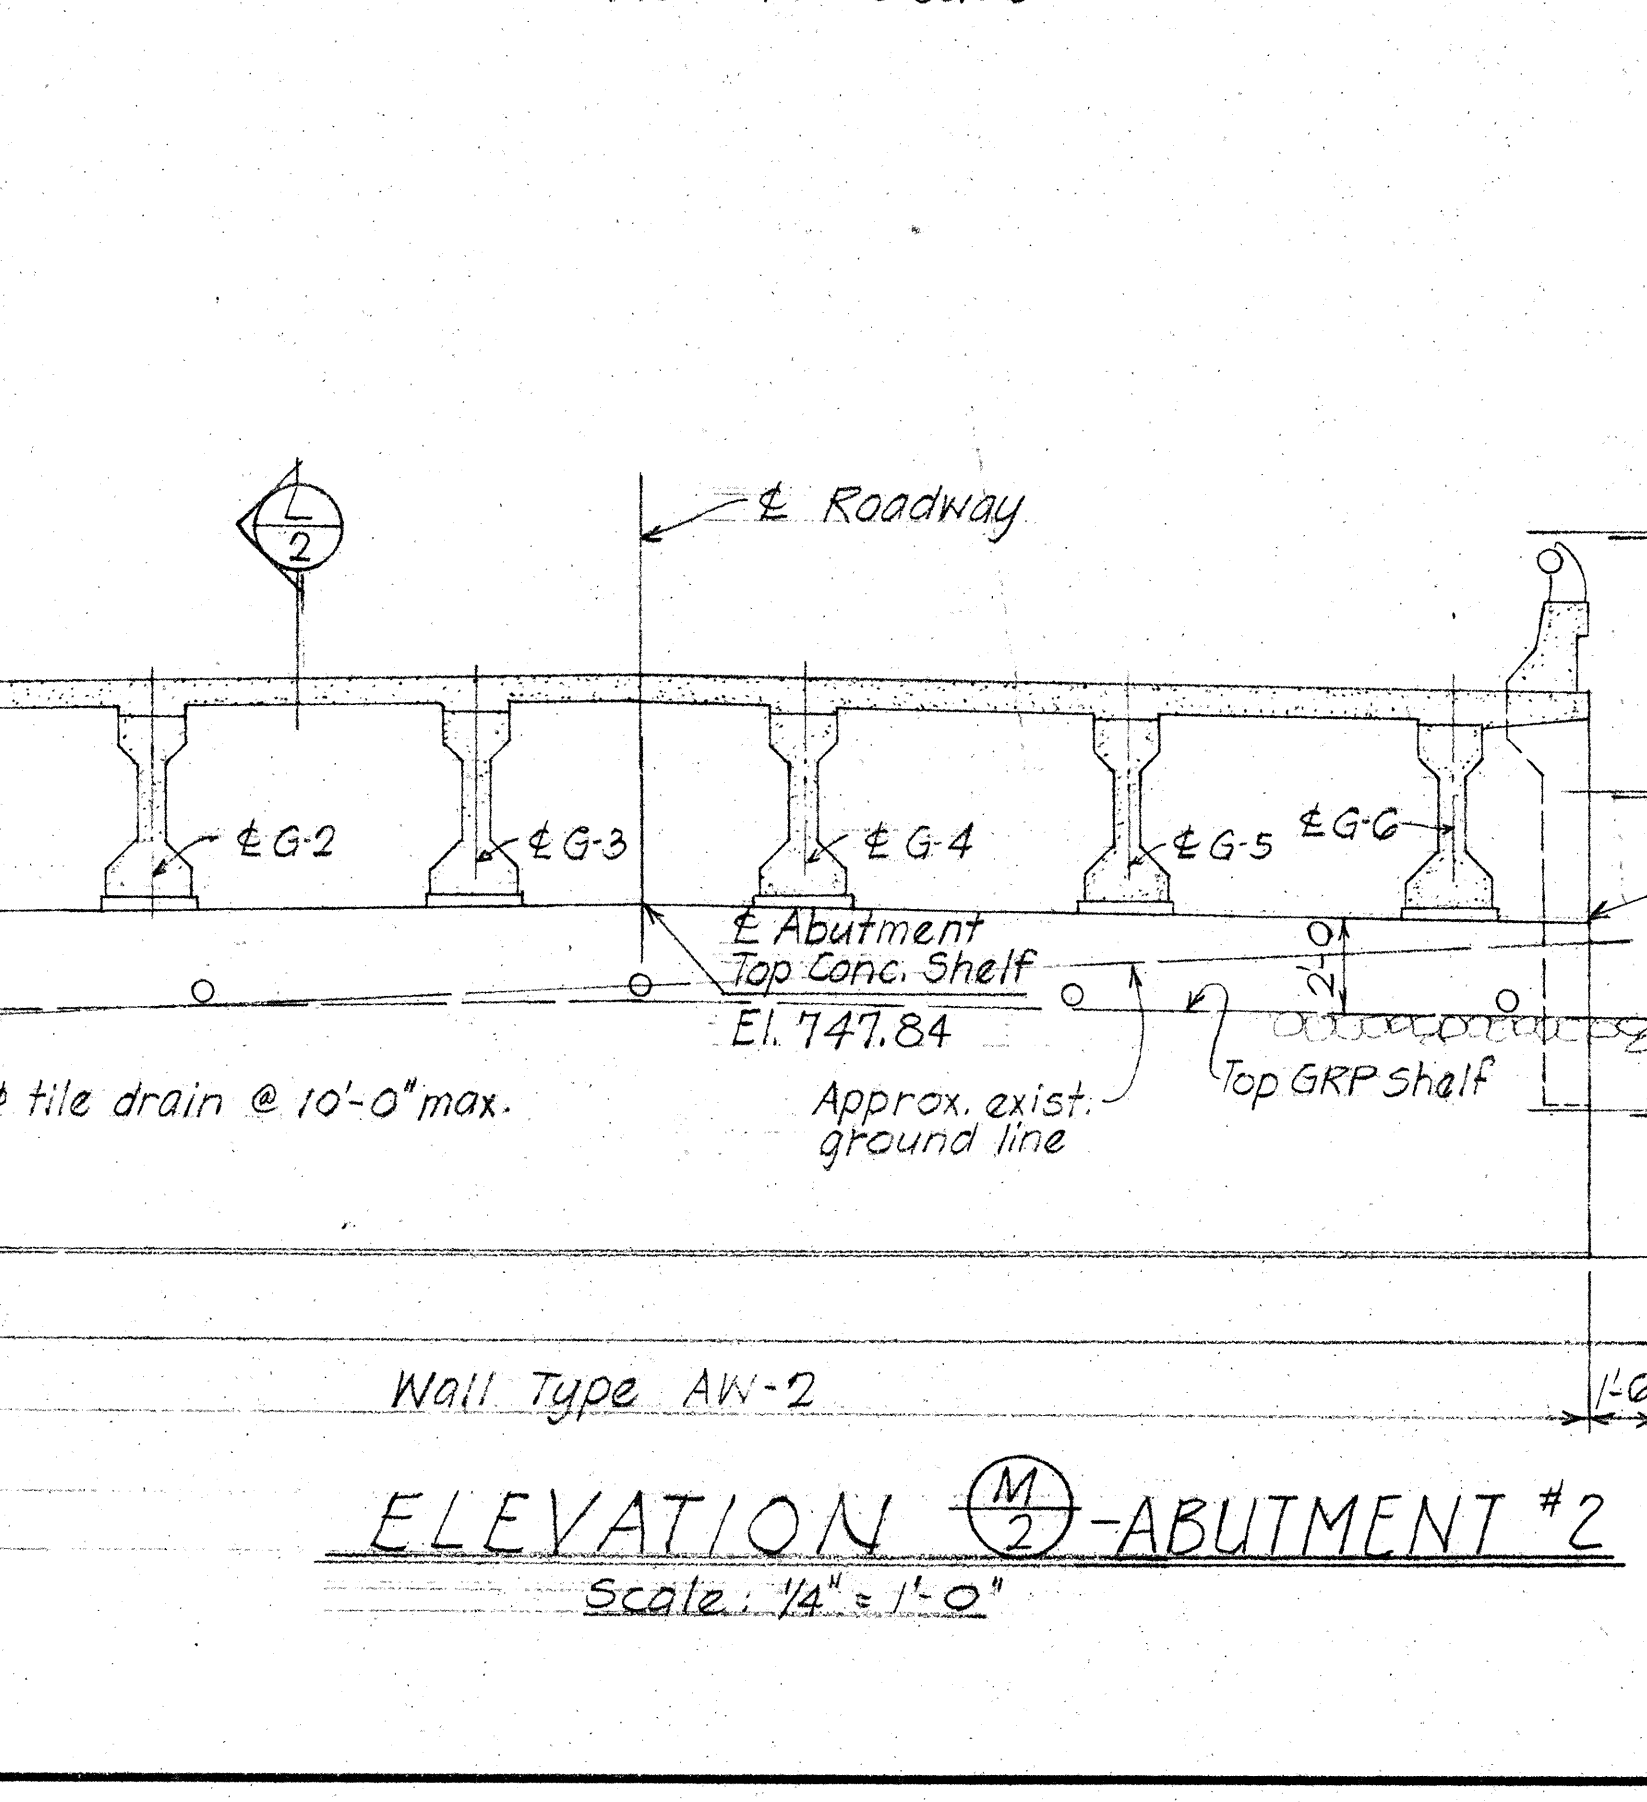 L
2
℄ Roadway
℄ G-2
℄ G-3
℄ G-4
℄ G-5
℄ G-6
℄ Abutment
Top Conc. Shelf
El. 747.84
2'-0
tile drain @ 10'-0" max.
Approx. exist.
ground line
Top GRP Shelf
Wall Type AW-2
ELEVATION M/2 - ABUTMENT #2
Scale: 1/4" = 1'-0"